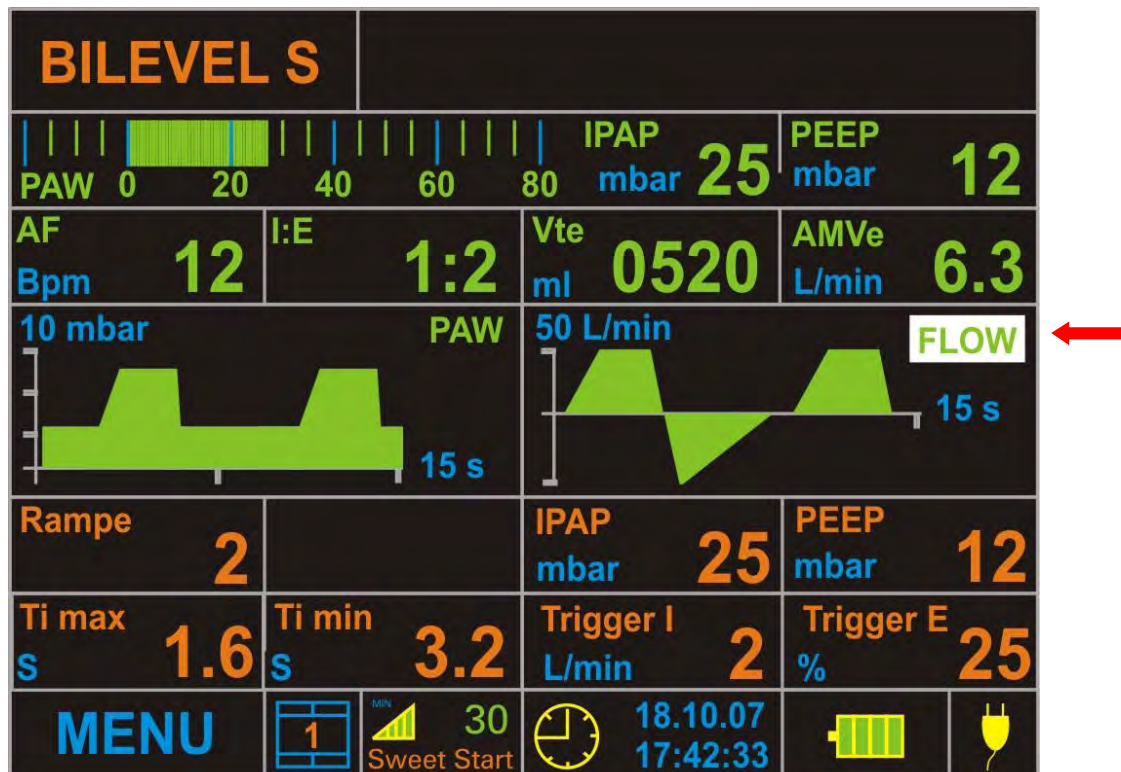 BILEVEL S
IPAP PEEP
PAW 0 20 40 60 80 mbar 25 mbar 12
AF I:E Vte AMVe
Bpm 12 1:2 ml 0520 L/min 6.3
10 mbar PAW 50 L/min FLOW
15 s
15 s
Rampe IPAP PEEP
2 mbar 25 mbar 12
Ti max Ti min Trigger I Trigger E
S 1.6 S 3.2 L/min 2 % 25
MENU 1 MIN 30 18.10.07
Sweet Start 17:42:33